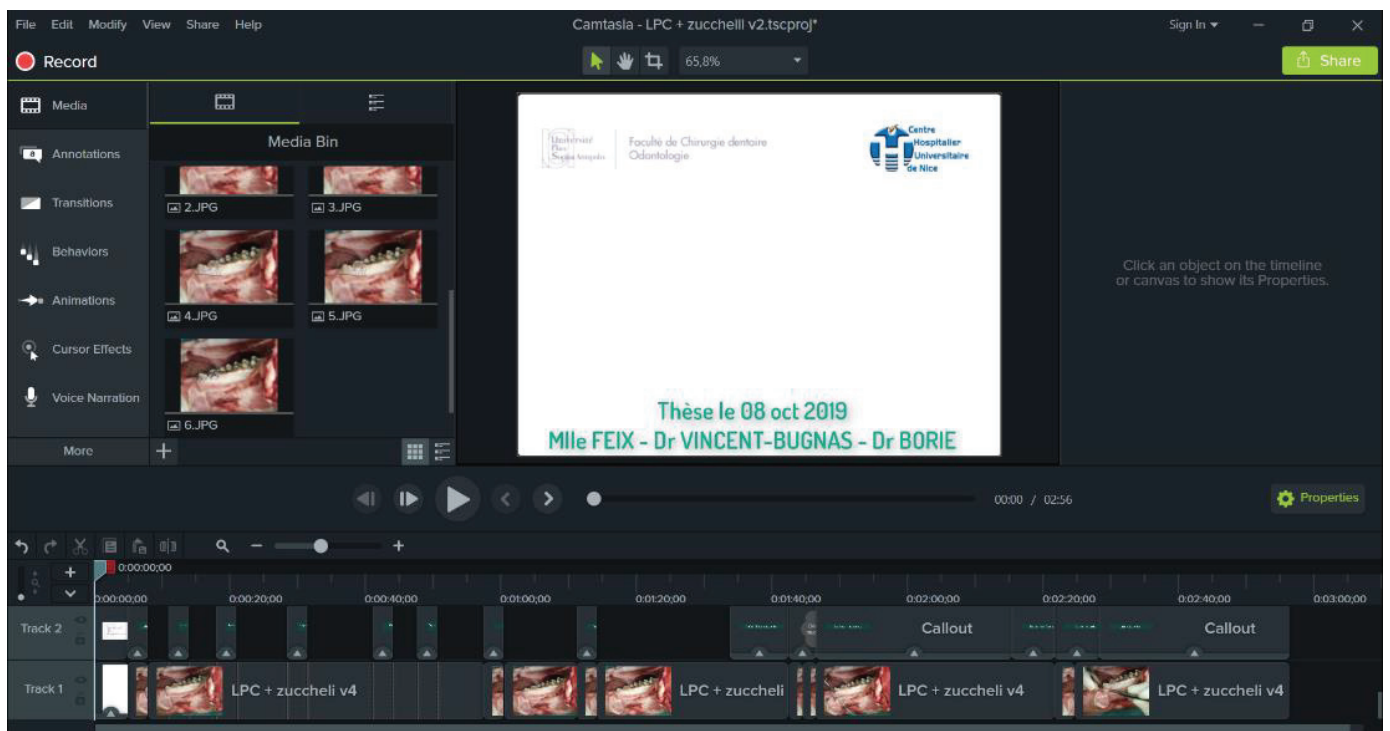 File Edit Modify View Share Help
Camtasia - LPC + zucchelli v2.tscproj*
Sign In
Record
65,8%
Share
Media
Annotations
Transitions
Behaviors
Animations
Cursor Effects
Voice Narration
More
Media Bin
2.JPG
3.JPG
4.JPG
5.JPG
6.JPG
Faculté de Chirurgie dentaire
Odontologie
Centre
Hospitalier
Universitaire
de Nice
Thèse le 08 oct 2019
Mlle FEIX - Dr VINCENT-BUGNAS - Dr BORIE
Click an object on the timeline
or canvas to show its Properties.
00:00 / 02:56
Properties
0:00:00;00
0:00:00;00 0:00:20;00 0:00:40;00 0:01:00;00 0:01:20;00 0:01:40;00 0:02:00;00 0:02:20;00 0:02:40;00 0:03:00;00
Track 2
Callout
Callout
Track 1
LPC + zuccheli v4
LPC + zuccheli
LPC + zuccheli v4
LPC + zuccheli v4